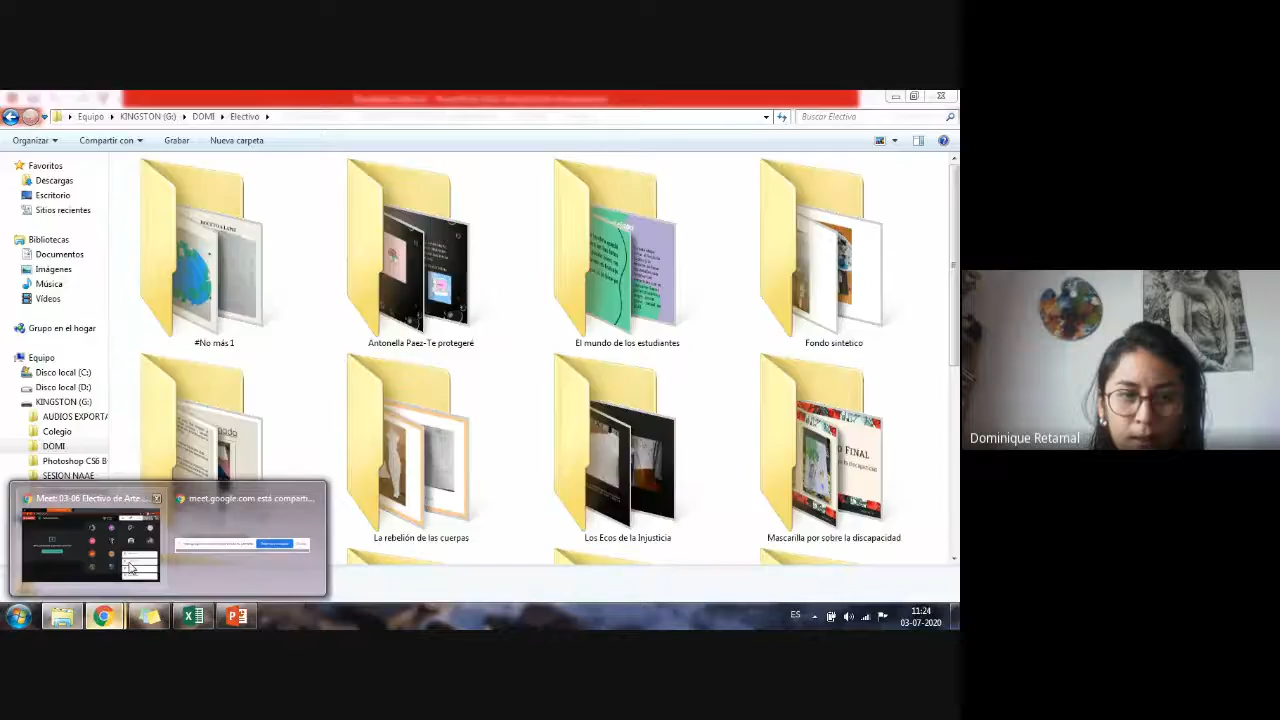 Equipo
KINGSTON (G:)
DOMI
Electivo
Buscar Electivo
Organizar
Compartir con
Grabar
Nueva carpeta
Favoritos
Descargas
Escritorio
Sitios recientes
Bibliotecas
Documentos
Imágenes
Música
Vídeos
Grupo en el hogar
Equipo
Disco local (C:)
Disco local (D:)
KINGSTON (G:)
AUDIOS EXPORTA
Colegio
DOMI
Photoshop CS6 B
SESION NAAE
#No más 1
Antonella Paez-Te protegeré
El mundo de los estudiantes
Fondo sintetico
La rebelión de las cuerpas
Los Ecos de la Injusticia
Mascarilla por sobre la discapacidad
Meet: 03-06 Electivo de Arte ...
meet.google.com está comparti...
ES
11:24
03-07-2020
Dominique Retamal